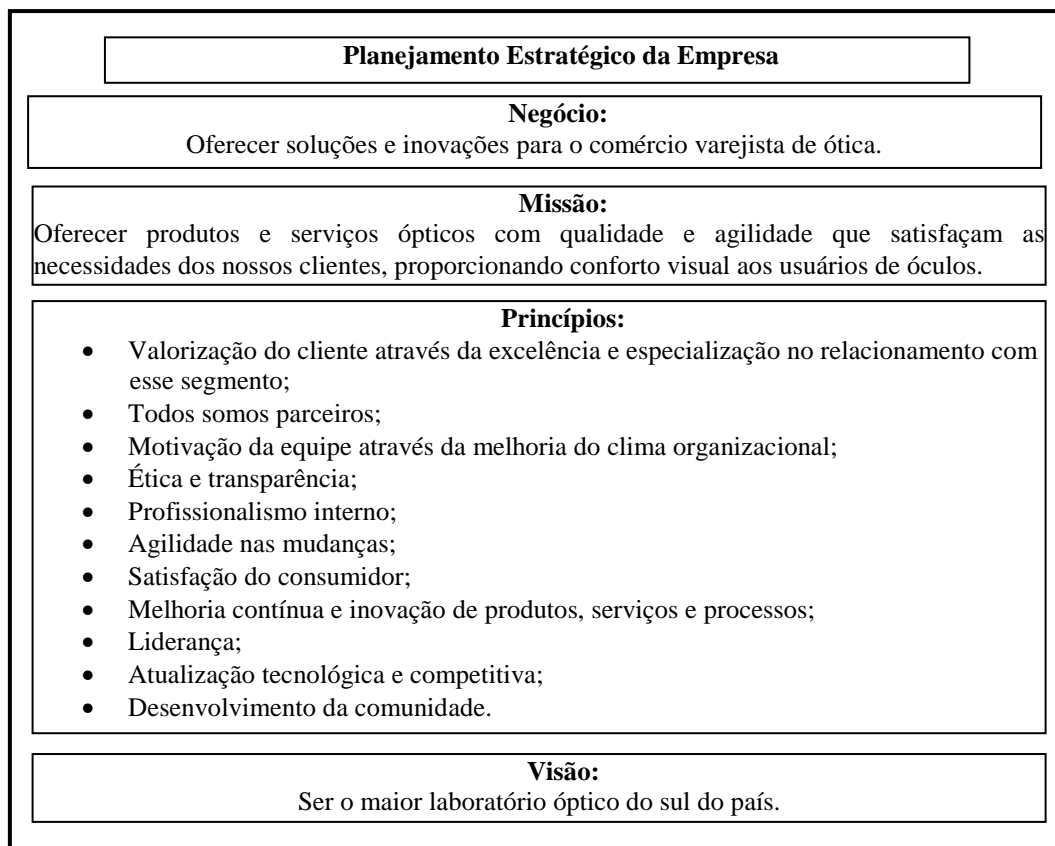 Planejamento Estratégico da Empresa
Negócio:
Oferecer soluções e inovações para o comércio varejista de ótica.
Missão:
Oferecer produtos e serviços ópticos com qualidade e agilidade que satisfaçam as
necessidades dos nossos clientes, proporcionando conforto visual aos usuários de óculos.
Princípios:
• Valorização do cliente através da excelência e especialização no relacionamento com
esse segmento;
• Todos somos parceiros;
• Motivação da equipe através da melhoria do clima organizacional;
• Ética e transparência;
• Profissionalismo interno;
• Agilidade nas mudanças;
• Satisfação do consumidor;
• Melhoria contínua e inovação de produtos, serviços e processos;
• Liderança;
• Atualização tecnológica e competitiva;
• Desenvolvimento da comunidade.
Visão:
Ser o maior laboratório óptico do sul do país.